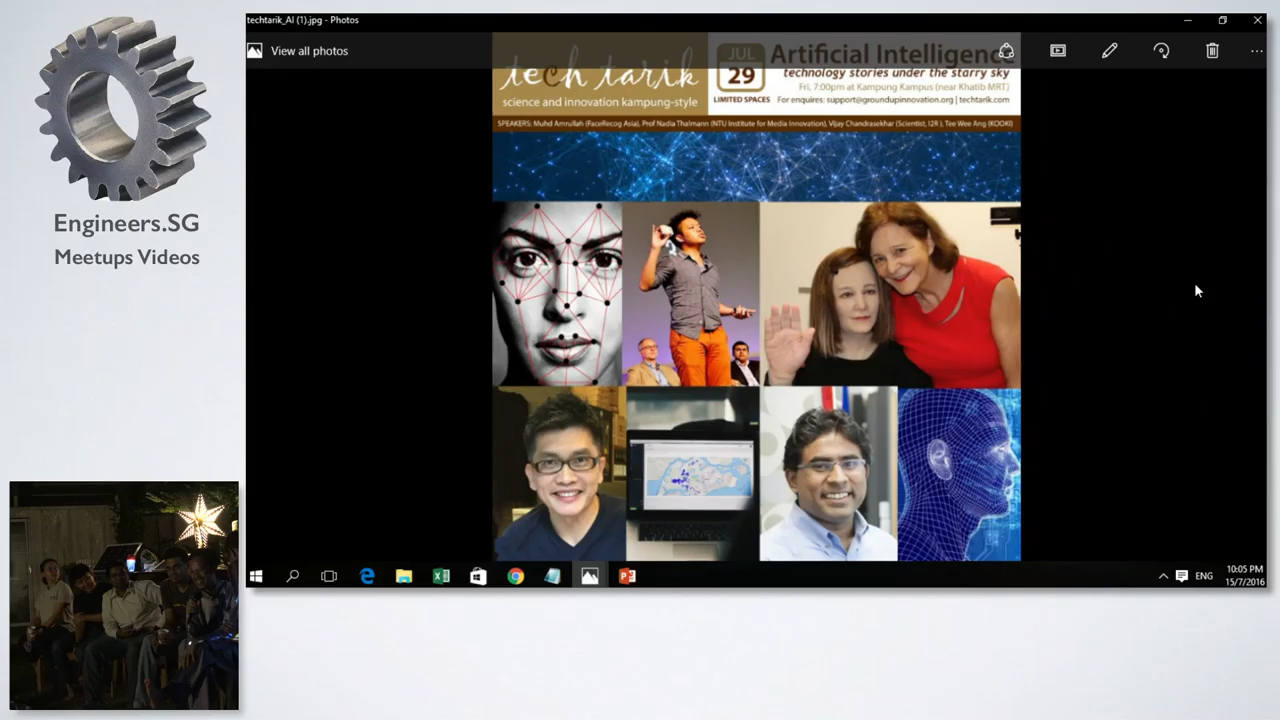 techtarik_AI (1).jpg - Photos
View all photos
tech tarik
science and innovation kampung-style
JUL
29
LIMITED SPACES
Artificial Intelligence
technology stories under the starry sky
Fri, 7:00pm at Kampung Kampus (near Khatib MRT)
For enquires: support@groundupinnovation.org | techtarik.com
SPEAKERS: Muhd Amrullah (FaceRecog Asia), Prof Nadia Thalmann (NTU Institute for Media Innovation), Vijay Chandrasekhar (Scientist, I2R ), Tee Wee Ang (KOOKI)
Engineers.SG
Meetups Videos
ENG
10:05 PM
15/7/2016